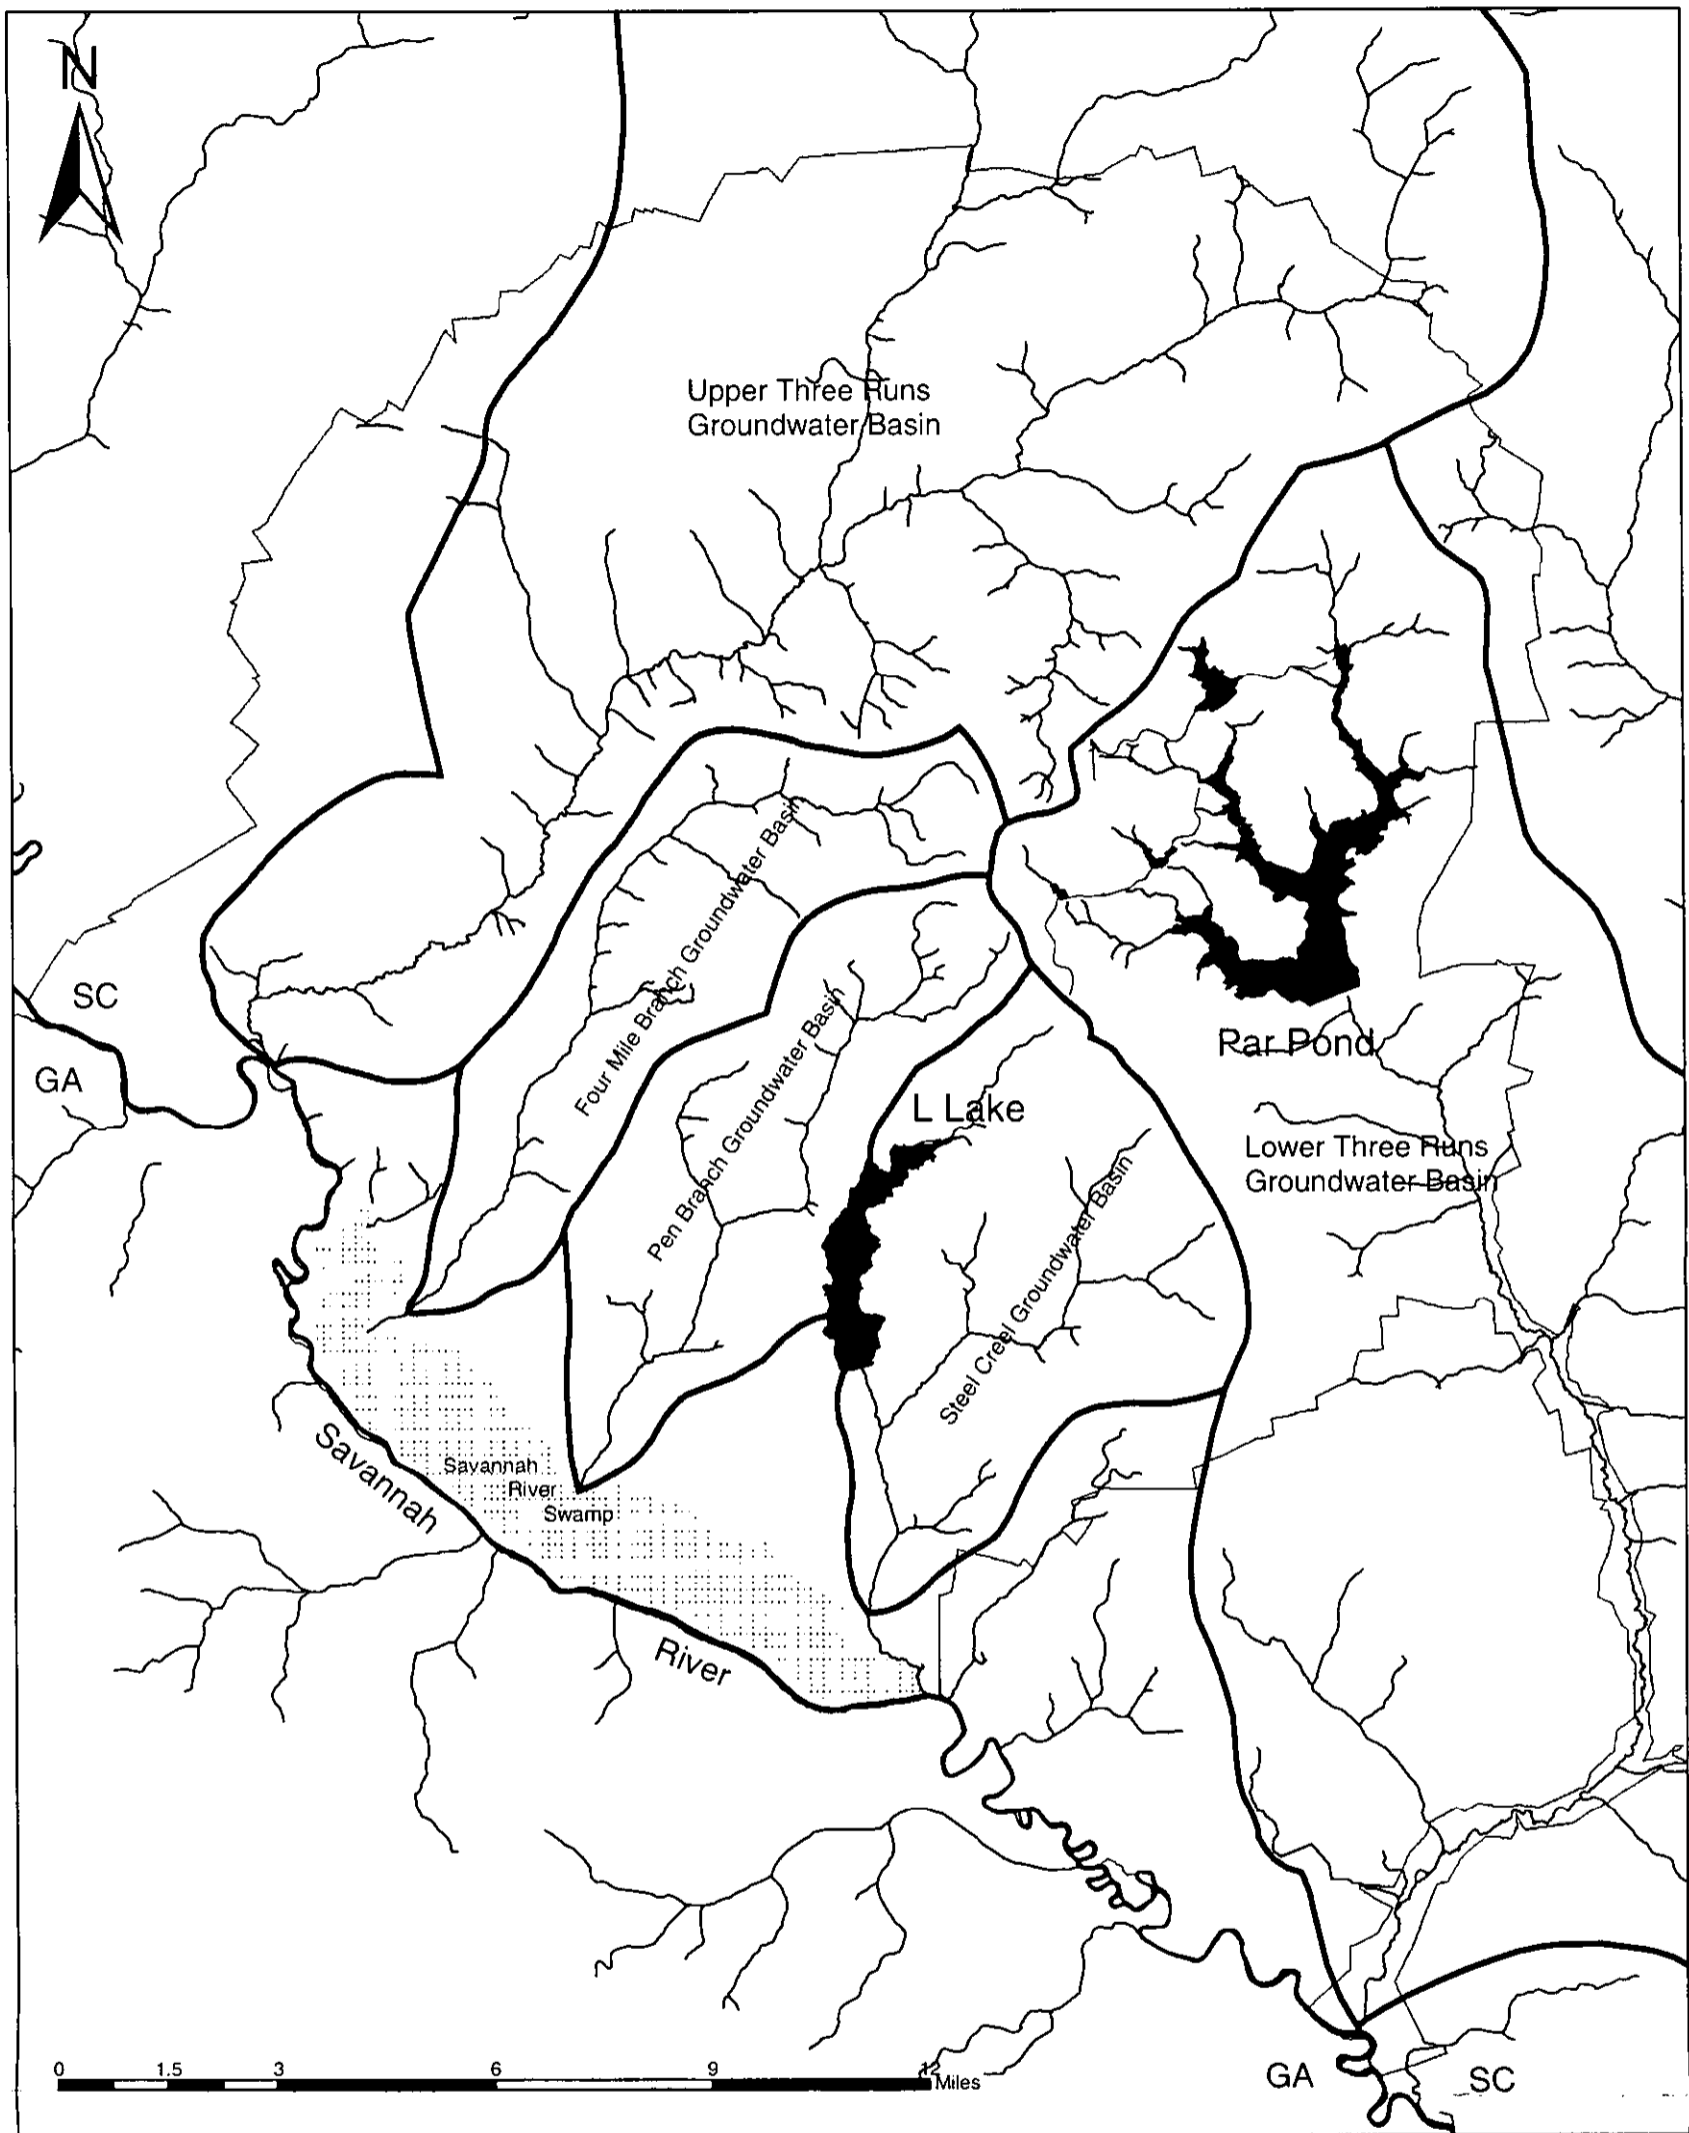 N
Upper Three Runs
Groundwater Basin
Four Mile Branch Groundwater Basin
SC
GA
Pen Branch Groundwater Basin
Par Pond
L Lake
Lower Three Runs
Groundwater Basin
Steel Creel Groundwater Basin
Savannah
River
Savannah
River
Swamp
0 1.5 3 6 9 12
Miles
GA SC